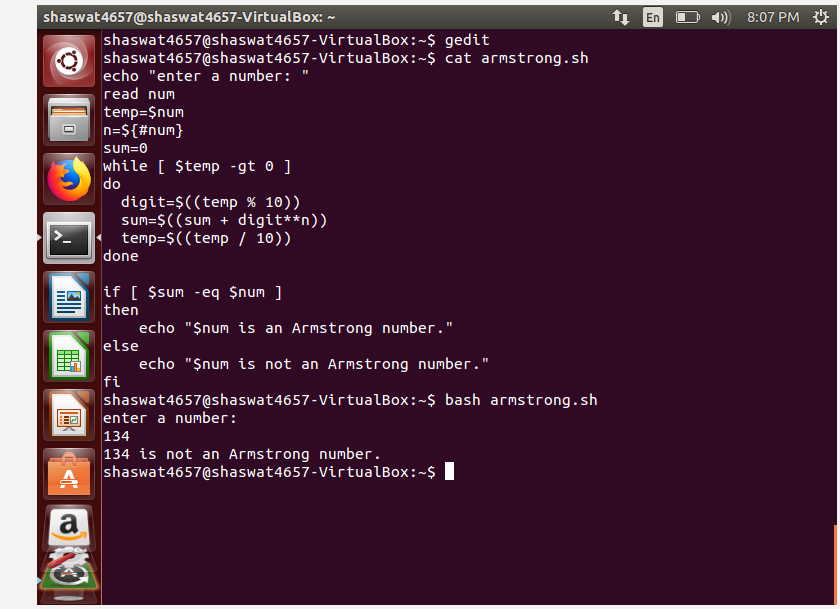 shaswat4657@shaswat4657-VirtualBox: ~ En 8:07 PM
shaswat4657@shaswat4657-VirtualBox:~$ gedit
shaswat4657@shaswat4657-VirtualBox:~$ cat armstrong.sh
echo "enter a number: "
read num
temp=$num
n=${#num}
sum=0
while [ $temp -gt 0 ]
do
  digit=$((temp % 10))
  sum=$((sum + digit**n))
  temp=$((temp / 10))
done

if [ $sum -eq $num ]
then
    echo "$num is an Armstrong number."
else
    echo "$num is not an Armstrong number."
fi
shaswat4657@shaswat4657-VirtualBox:~$ bash armstrong.sh
enter a number:
134
134 is not an Armstrong number.
shaswat4657@shaswat4657-VirtualBox:~$